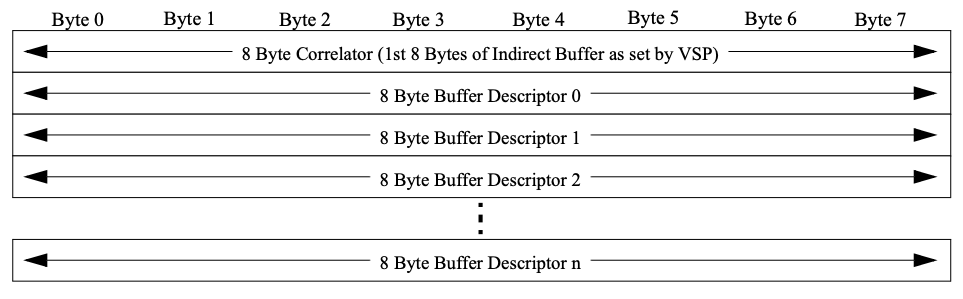 Byte 0 Byte 1 Byte 2 Byte 3 Byte 4 Byte 5 Byte 6 Byte 7
8 Byte Correlator (1st 8 Bytes of Indirect Buffer as set by VSP)
8 Byte Buffer Descriptor 0
8 Byte Buffer Descriptor 1
8 Byte Buffer Descriptor 2
8 Byte Buffer Descriptor n